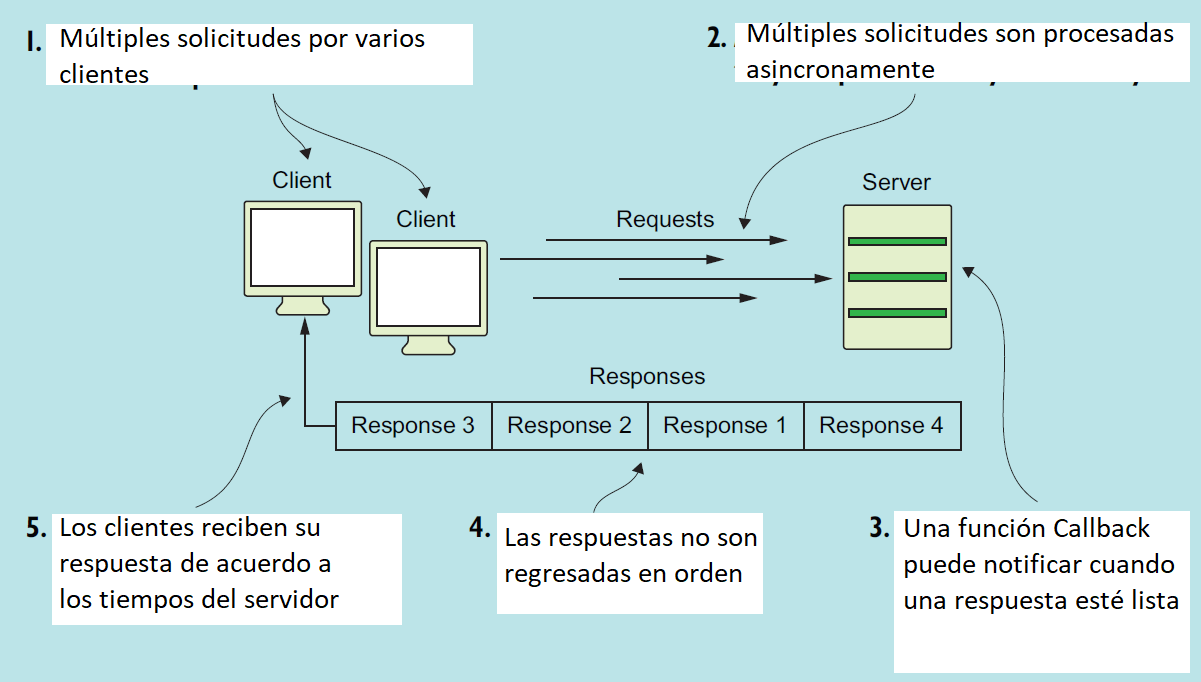 1. Múltiples solicitudes por varios
clientes
2. Múltiples solicitudes son procesadas
asincronamente
Client
Client
Requests
Server
Responses
Response 3 Response 2 Response 1 Response 4
5. Los clientes reciben su
respuesta de acuerdo a
los tiempos del servidor
4. Las respuestas no son
regresadas en orden
3. Una función Callback
puede notificar cuando
una respuesta esté lista